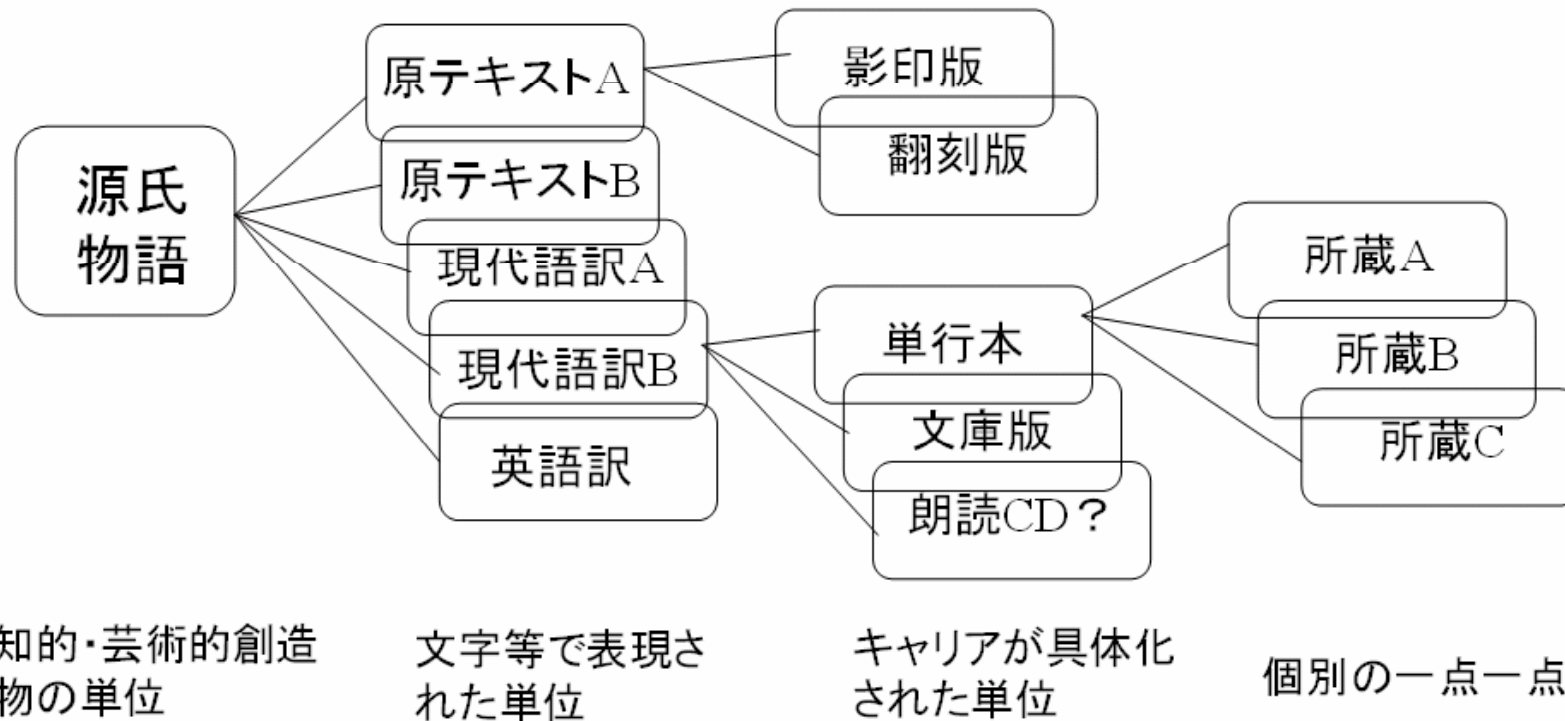 源氏
物語
原テキストA
原テキストB
現代語訳A
現代語訳B
英語訳
影印版
翻刻版
単行本
文庫版
朗読CD？
所蔵A
所蔵B
所蔵C
知的・芸術的創造
物の単位
文字等で表現さ
れた単位
キャリアが具体化
された単位
個別の一点一点